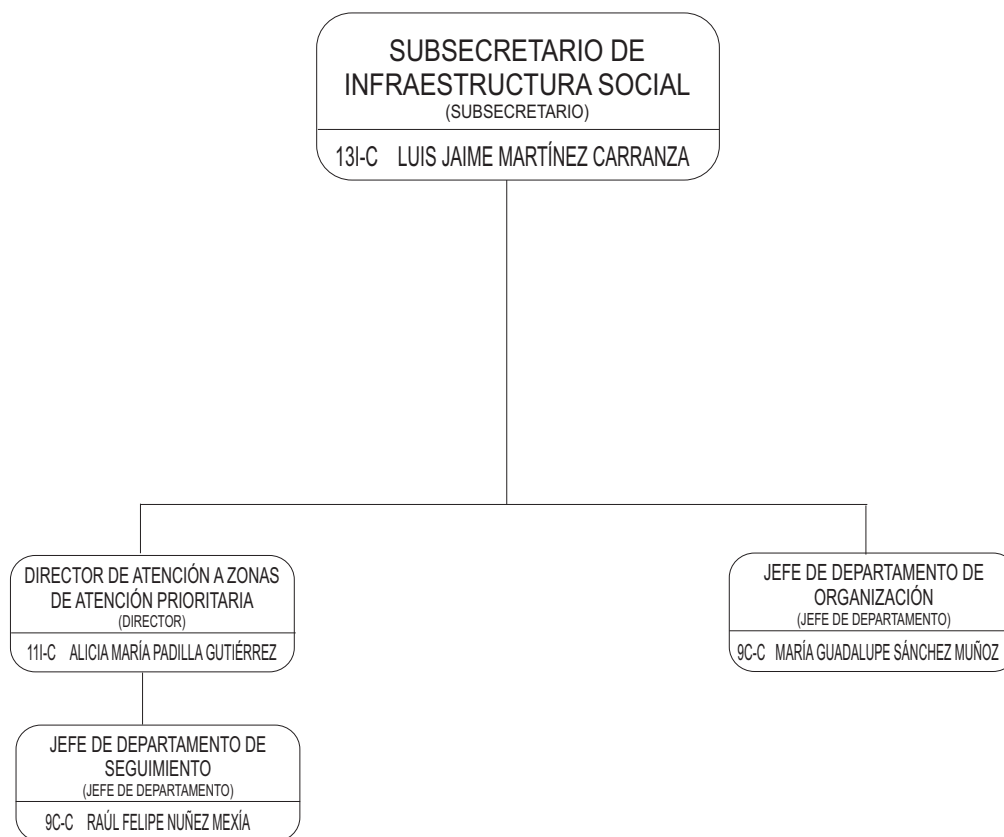 SUBSECRETARIO DE
INFRAESTRUCTURA SOCIAL
(SUBSECRETARIO)
13I-C LUIS JAIME MARTÍNEZ CARRANZA
DIRECTOR DE ATENCIÓN A ZONAS
DE ATENCIÓN PRIORITARIA
(DIRECTOR)
11I-C ALICIA MARÍA PADILLA GUTIÉRREZ
JEFE DE DEPARTAMENTO DE
ORGANIZACIÓN
(JEFE DE DEPARTAMENTO)
9C-C MARÍA GUADALUPE SÁNCHEZ MUÑOZ
JEFE DE DEPARTAMENTO DE
SEGUIMIENTO
(JEFE DE DEPARTAMENTO)
9C-C RAÚL FELIPE NUÑEZ MEXÍA